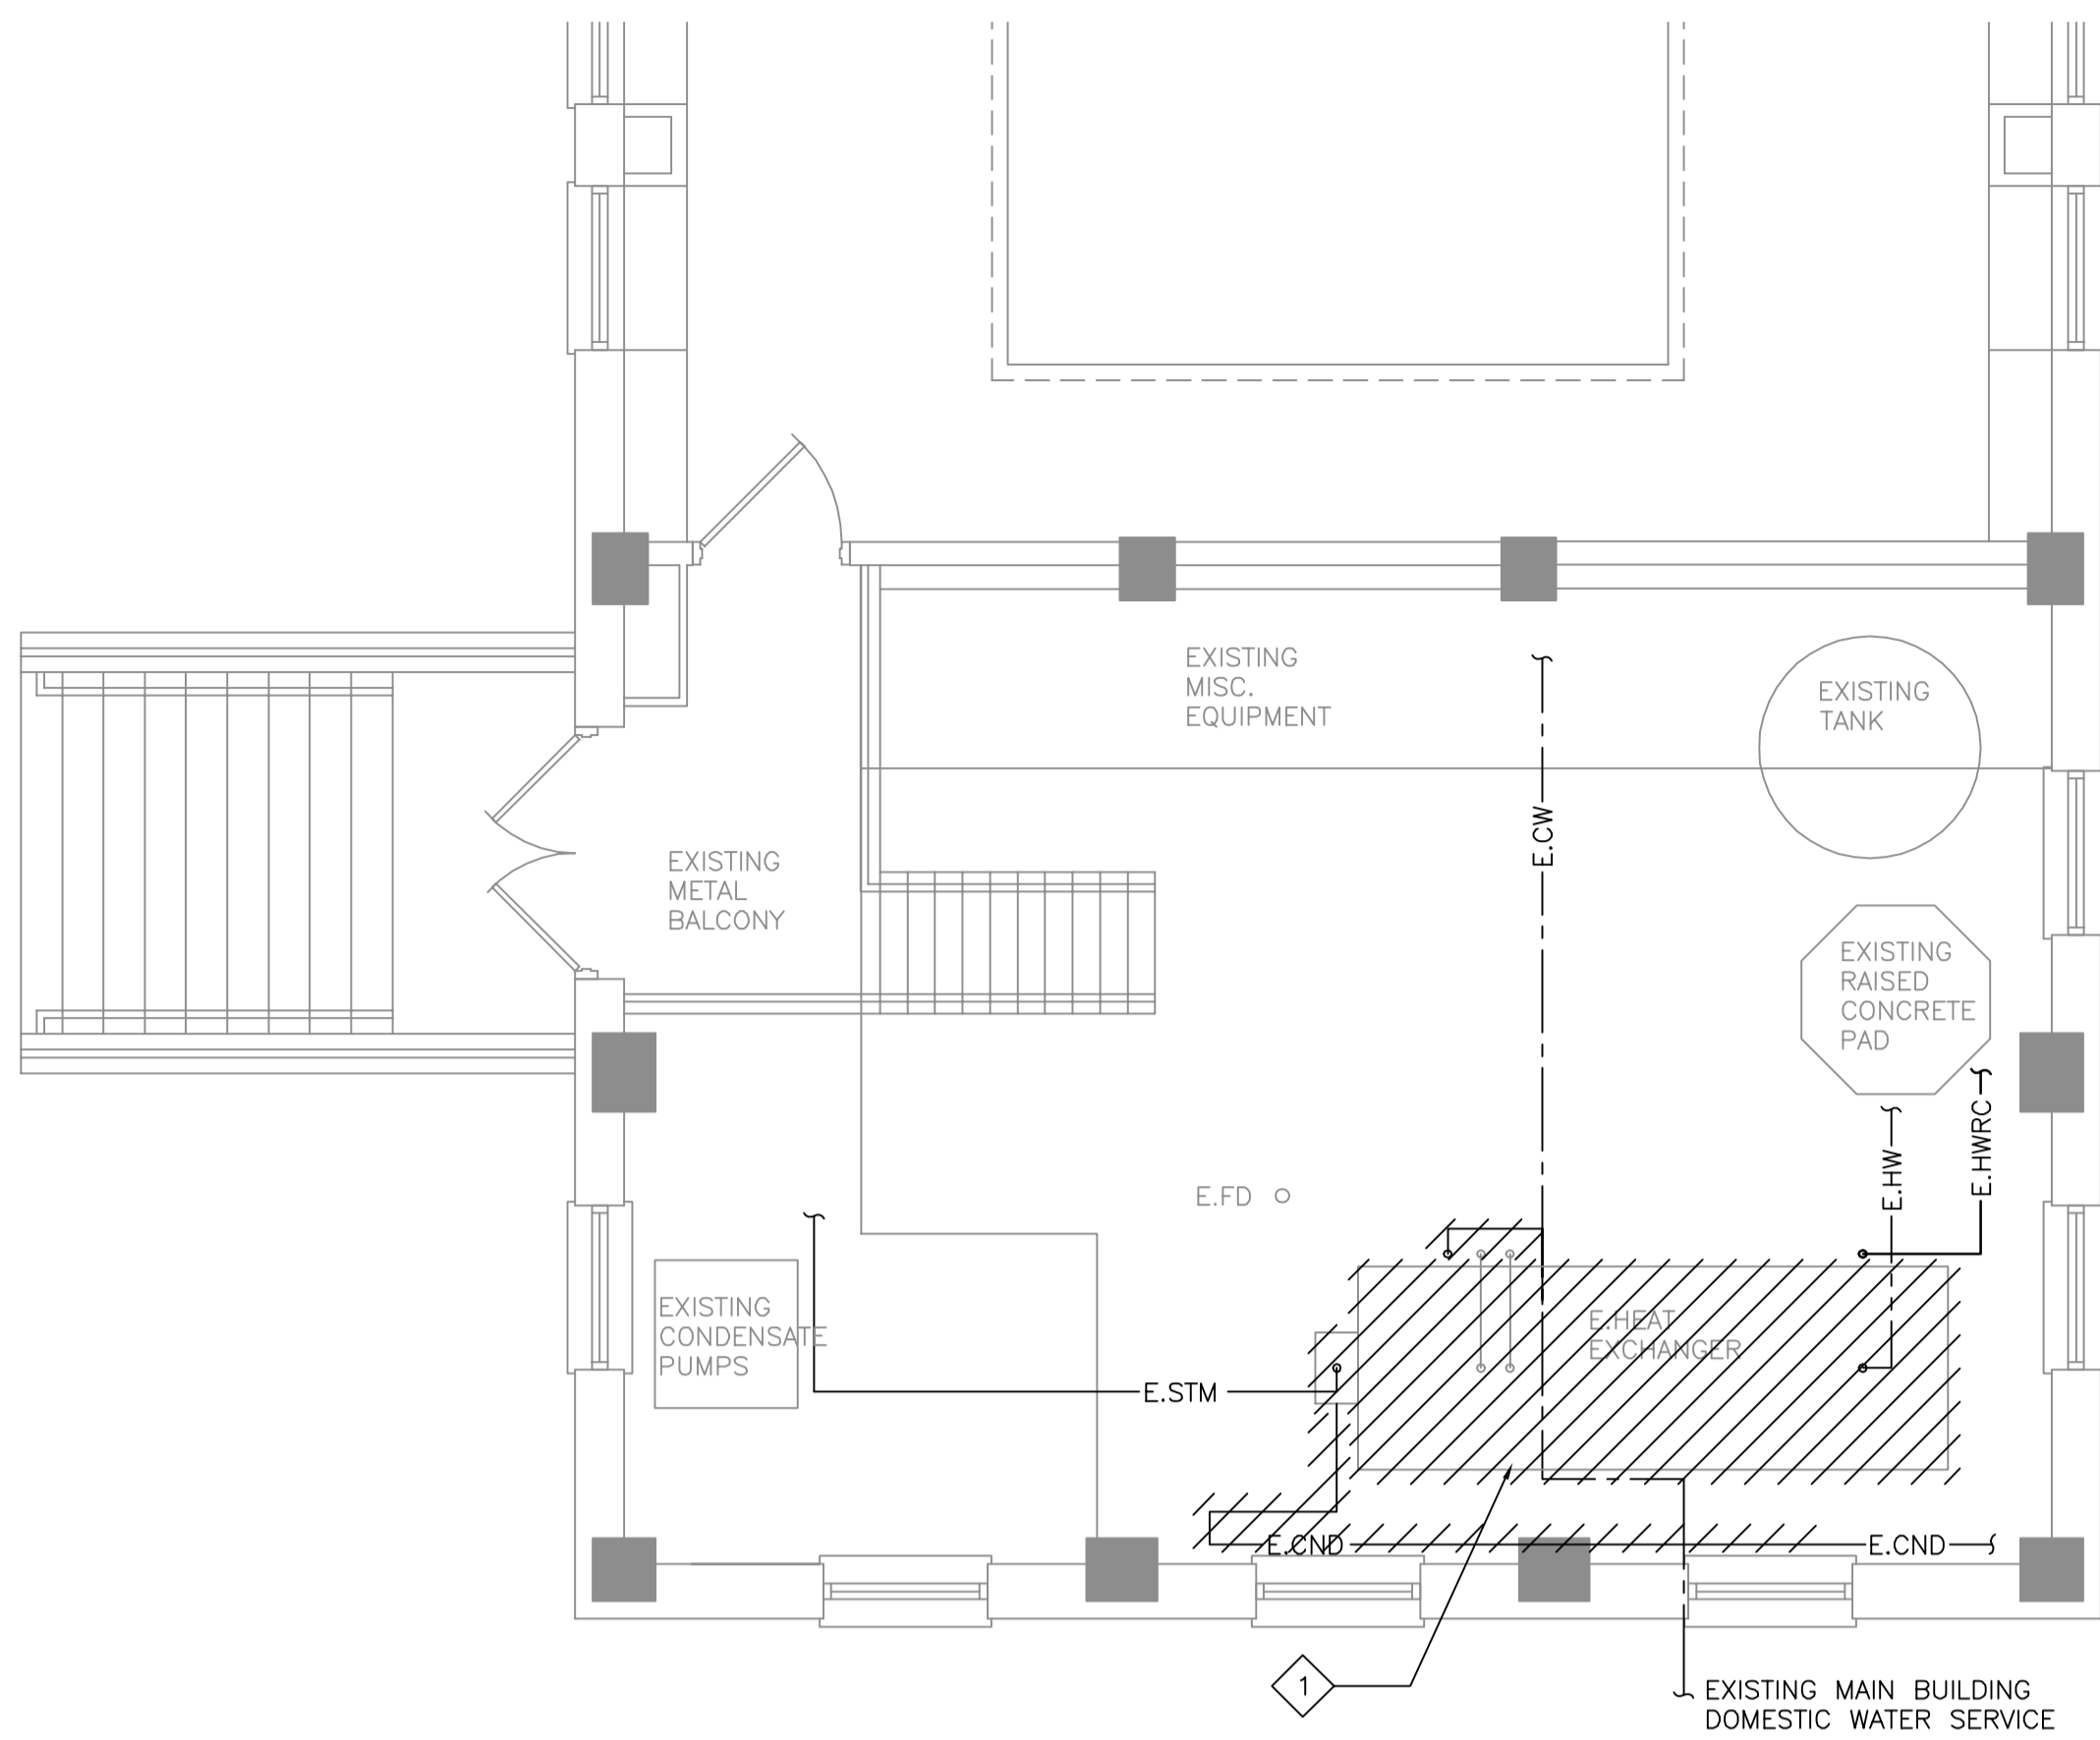 EXISTING
MISC.
EQUIPMENT
EXISTING
TANK
E.CW
EXISTING
METAL
BALCONY
EXISTING
RAISED
CONCRETE
PAD
E.HWRC
E.HW
E.FD
EXISTING
CONDENSATE
PUMPS
E.HEAT
EXCHANGER
E.STM
E.CND
E.CND
1
EXISTING MAIN BUILDING
DOMESTIC WATER SERVICE